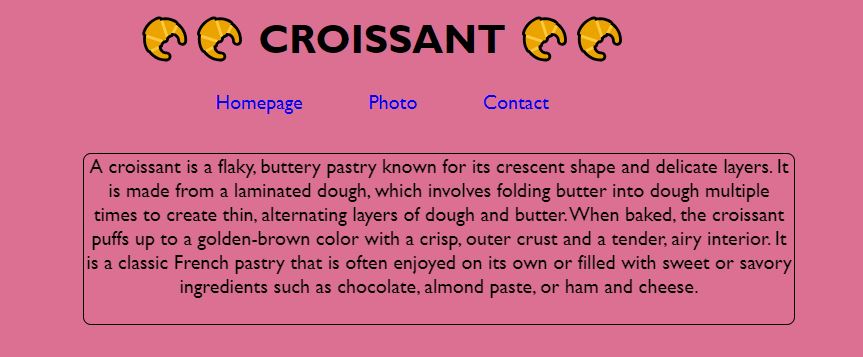 CROISSANT
Homepage Photo Contact
A croissant is a flaky, buttery pastry known for its crescent shape and delicate layers. It
is made from a laminated dough, which involves folding butter into dough multiple
times to create thin, alternating layers of dough and butter. When baked, the croissant
puffs up to a golden-brown color with a crisp, outer crust and a tender, airy interior. It
is a classic French pastry that is often enjoyed on its own or filled with sweet or savory
ingredients such as chocolate, almond paste, or ham and cheese.